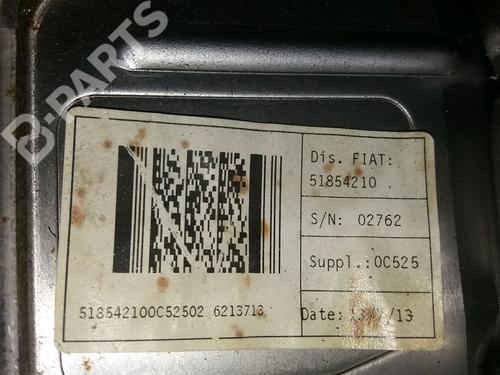 B-PARTS
Dis. FIAT:
51854210
S/N: 02762
Suppl.:0C525
518542100C52502 6213713
Date: /13